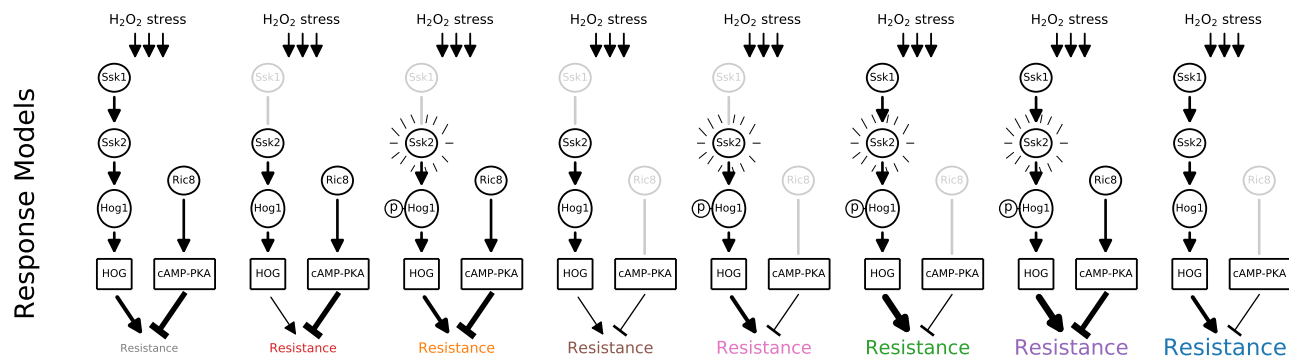 Response Models
H₂O₂ stress H₂O₂ stress H₂O₂ stress H₂O₂ stress H₂O₂ stress H₂O₂ stress H₂O₂ stress H₂O₂ stress
Ssk1 Ssk1 Ssk1 Ssk1 Ssk1 Ssk1 Ssk1 Ssk1
Ssk2 Ssk2 Ssk2 Ssk2 Ssk2 Ssk2 Ssk2 Ssk2
Ric8 Ric8 Ric8 Ric8 Ric8 Ric8 Ric8 Ric8
Hog1 Hog1 P Hog1 Hog1 P Hog1 P Hog1 P Hog1 Hog1
HOG cAMP-PKA HOG cAMP-PKA HOG cAMP-PKA HOG cAMP-PKA HOG cAMP-PKA HOG cAMP-PKA HOG cAMP-PKA HOG cAMP-PKA
Resistance Resistance Resistance Resistance Resistance Resistance Resistance Resistance